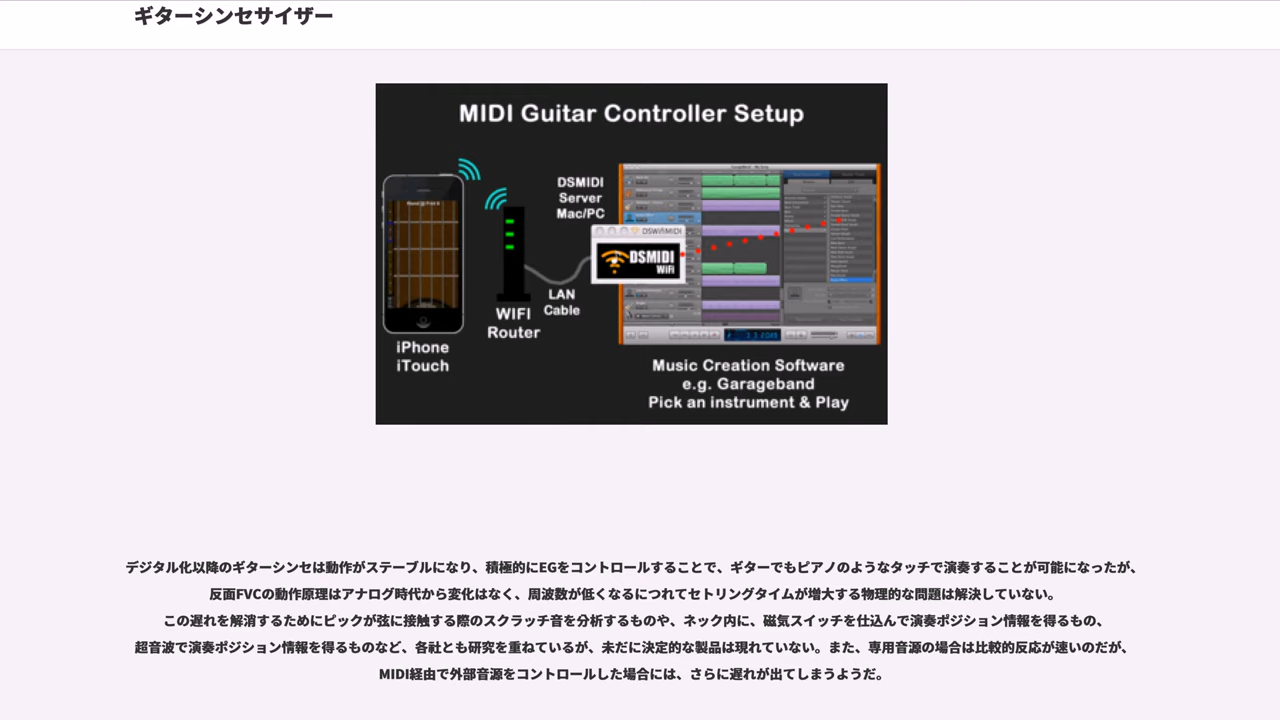 ギターシンセサイザー
MIDI Guitar Controller Setup
DSMIDI
Server
Mac/PC
DSWifiMIDI
DSMIDI
WiFi
LAN
Cable
WIFI
Router
iPhone
iTouch
Music Creation Software
e.g. Garageband
Pick an instrument & Play
デジタル化以降のギターシンセは動作がステーブルになり、積極的にEGをコントロールすることで、ギターでもピアノのようなタッチで演奏することが可能になったが、
反面FVCの動作原理はアナログ時代から変化はなく、周波数が低くなるにつれてセトリングタイムが増大する物理的な問題は解決していない。
この遅れを解消するためにピックが弦に接触する際のスクラッチ音を分析するものや、ネック内に、磁気スイッチを仕込んで演奏ポジション情報を得るもの、
超音波で演奏ポジション情報を得るものなど、各社とも研究を重ねているが、未だに決定的な製品は現れていない。また、専用音源の場合は比較的反応が速いのだが、
MIDI経由で外部音源をコントロールした場合には、さらに遅れが出てしまうようだ。